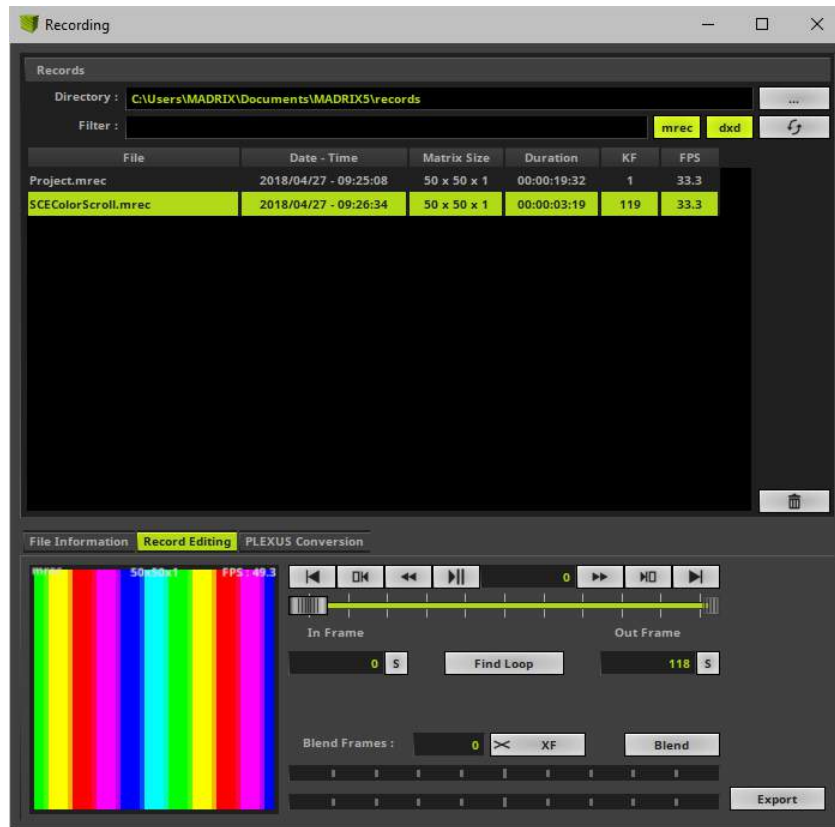 Recording
Records
Directory : C:\Users\MADRIX\Documents\MADRIX5\records ...
Filter : mrec dxd
File Date - Time Matrix Size Duration KF FPS
Project.mrec 2018/04/27 - 09:25:08 50 x 50 x 1 00:00:19:32 1 33.3
SCEColorScroll.mrec 2018/04/27 - 09:26:34 50 x 50 x 1 00:00:03:19 119 33.3
File Information Record Editing PLEXUS Conversion
mrec 50x50x1 FPS: 49.3
0
In Frame Out Frame
0 S Find Loop 118 S
Blend Frames : 0 XF Blend
Export